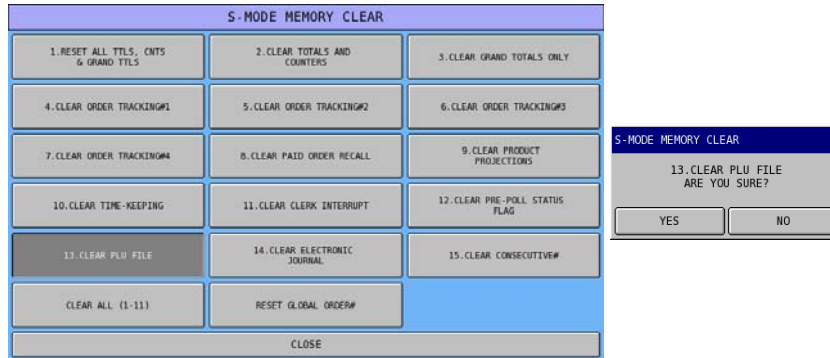 S-MODE MEMORY CLEAR
1.RESET ALL TTLS, CNTS
& GRAND TTLS
2.CLEAR TOTALS AND
COUNTERS
3.CLEAR GRAND TOTALS ONLY
4.CLEAR ORDER TRACKING#1
5.CLEAR ORDER TRACKING#2
6.CLEAR ORDER TRACKING#3
7.CLEAR ORDER TRACKING#4
8.CLEAR PAID ORDER RECALL
9.CLEAR PRODUCT
PROJECTIONS
10.CLEAR TIME-KEEPING
11.CLEAR CLERK INTERRUPT
12.CLEAR PRE-POLL STATUS
FLAG
13.CLEAR PLU FILE
14.CLEAR ELECTRONIC
JOURNAL
15.CLEAR CONSECUTIVE#
CLEAR ALL (1-11)
RESET GLOBAL ORDER#
CLOSE
S-MODE MEMORY CLEAR
13.CLEAR PLU FILE
ARE YOU SURE?
YES
NO